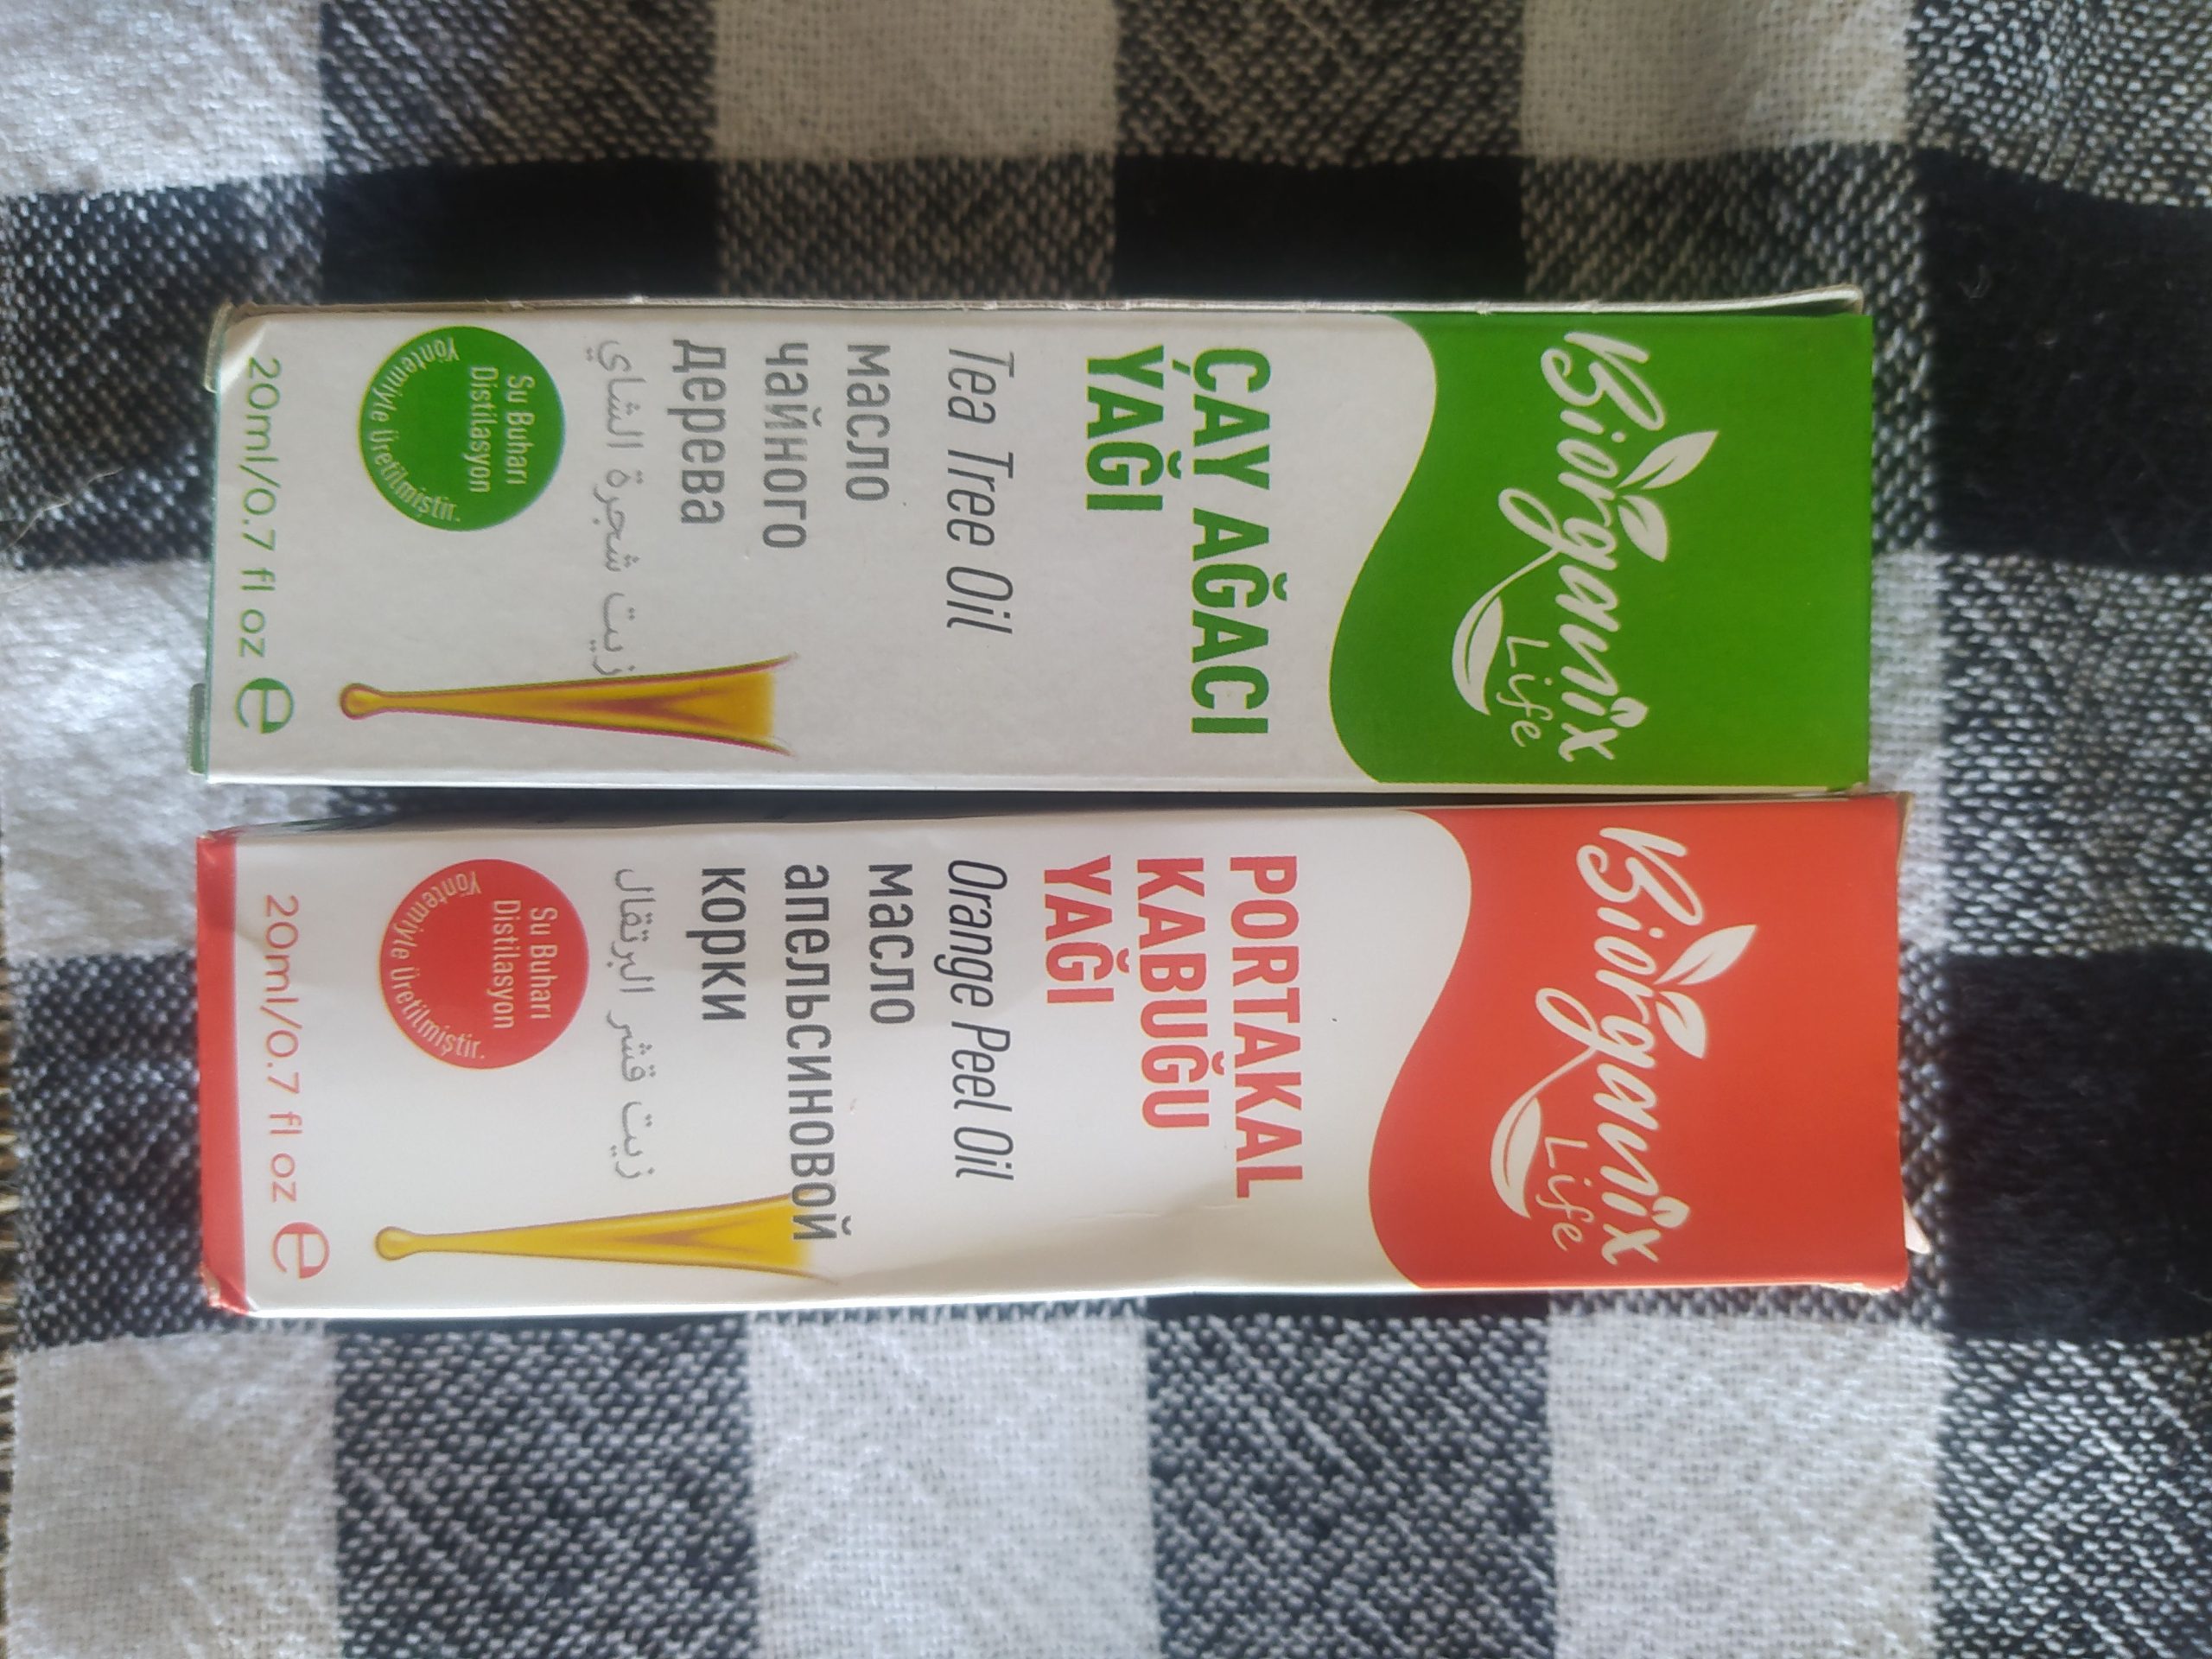 Biorganix
Life
ÇAY AĞACI
YAĞI
Tea Tree Oil
масло
чайного
дерева
زيت شجرة الشاي
Su Buharı
Distilasyon
Yöntemiyle Üretilmiştir.
20ml/0.7 fl oz e
Biorganix
Life
PORTAKAL
KABUĞU
YAĞI
Orange Peel Oil
масло
апельсиновой
корки
زيت قشر البرتقال
Su Buharı
Distilasyon
Yöntemiyle Üretilmiştir.
20ml/0.7 fl oz e